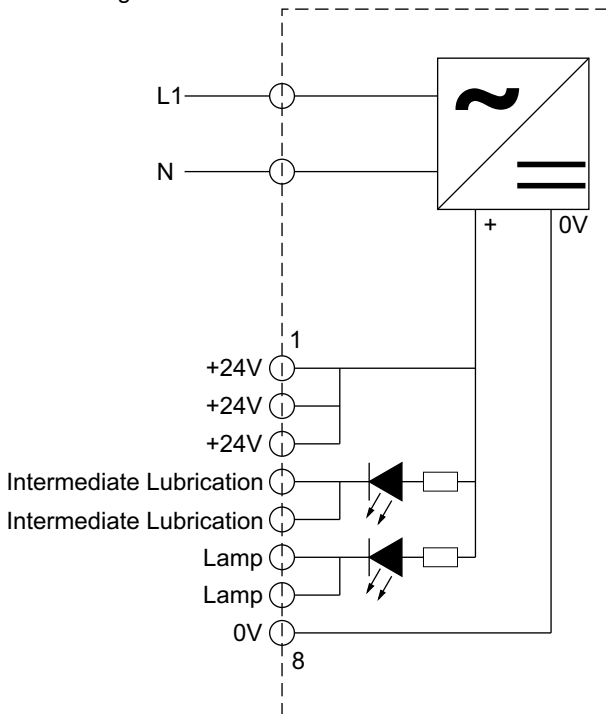 L1
N
+ 0V
1
+24V
+24V
+24V
Intermediate Lubrication
Intermediate Lubrication
Lamp
Lamp
0V
8